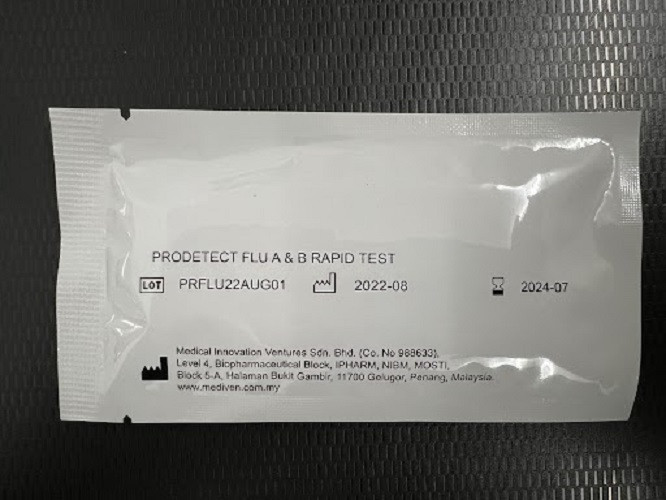 PRODETECT FLU A & B RAPID TEST
LOT PRFLU22AUG01 2022-08 2024-07
Medical Innovation Ventures Sdn. Bhd. (Co. No 988633).
Level 4, Biopharmaceutical Block, IPHARM, NIBM, MOSTI,
Block 5-A, Halaman Bukit Gambir, 11700 Gelugor, Penang, Malaysia.
www.mediven.com.my